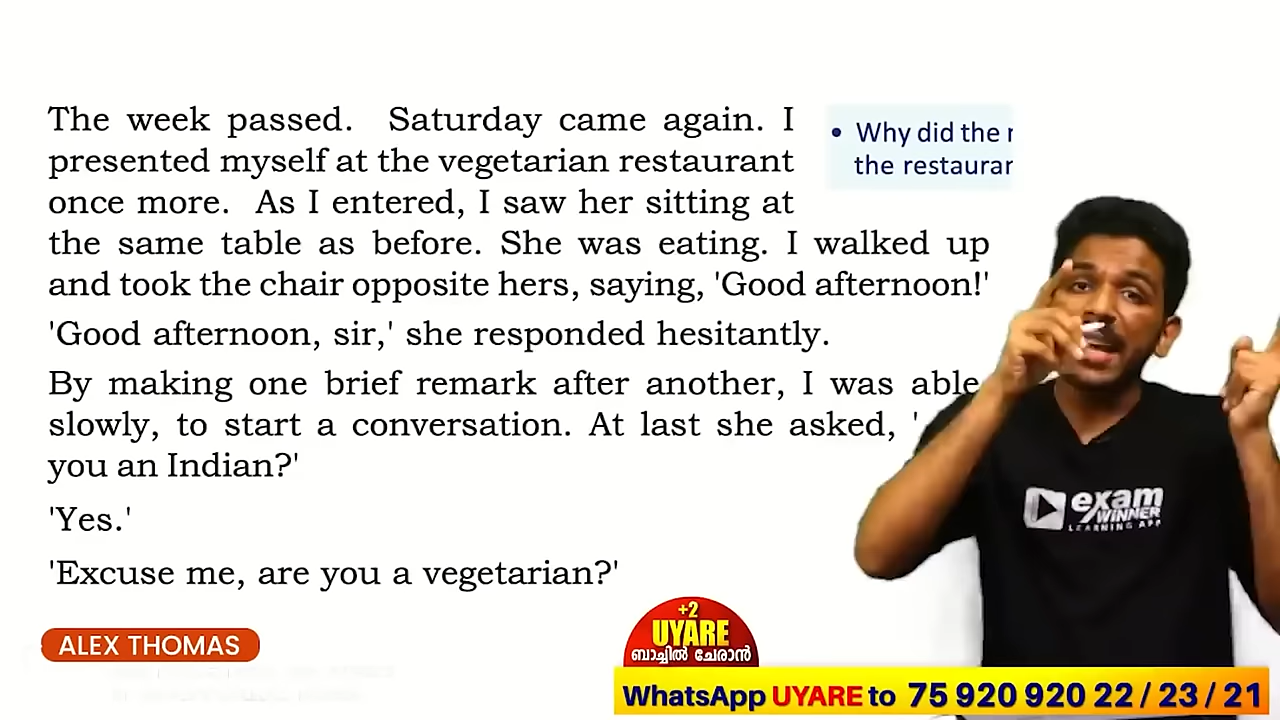 The week passed. Saturday came again. I
presented myself at the vegetarian restaurant
once more. As I entered, I saw her sitting at
the same table as before. She was eating. I walked up
and took the chair opposite hers, saying, 'Good afternoon!'
'Good afternoon, sir,' she responded hesitantly.
By making one brief remark after another, I was able,
slowly, to start a conversation. At last she asked, '
you an Indian?'
'Yes.'
'Excuse me, are you a vegetarian?'
• Why did the
the
exam
WINNER
LEARNING APP
ALEX THOMAS
+2
UYARE
ബാച്ചിൽ ചേരാൻ
WhatsApp UYARE to 75 920 920 22 / 23 / 21